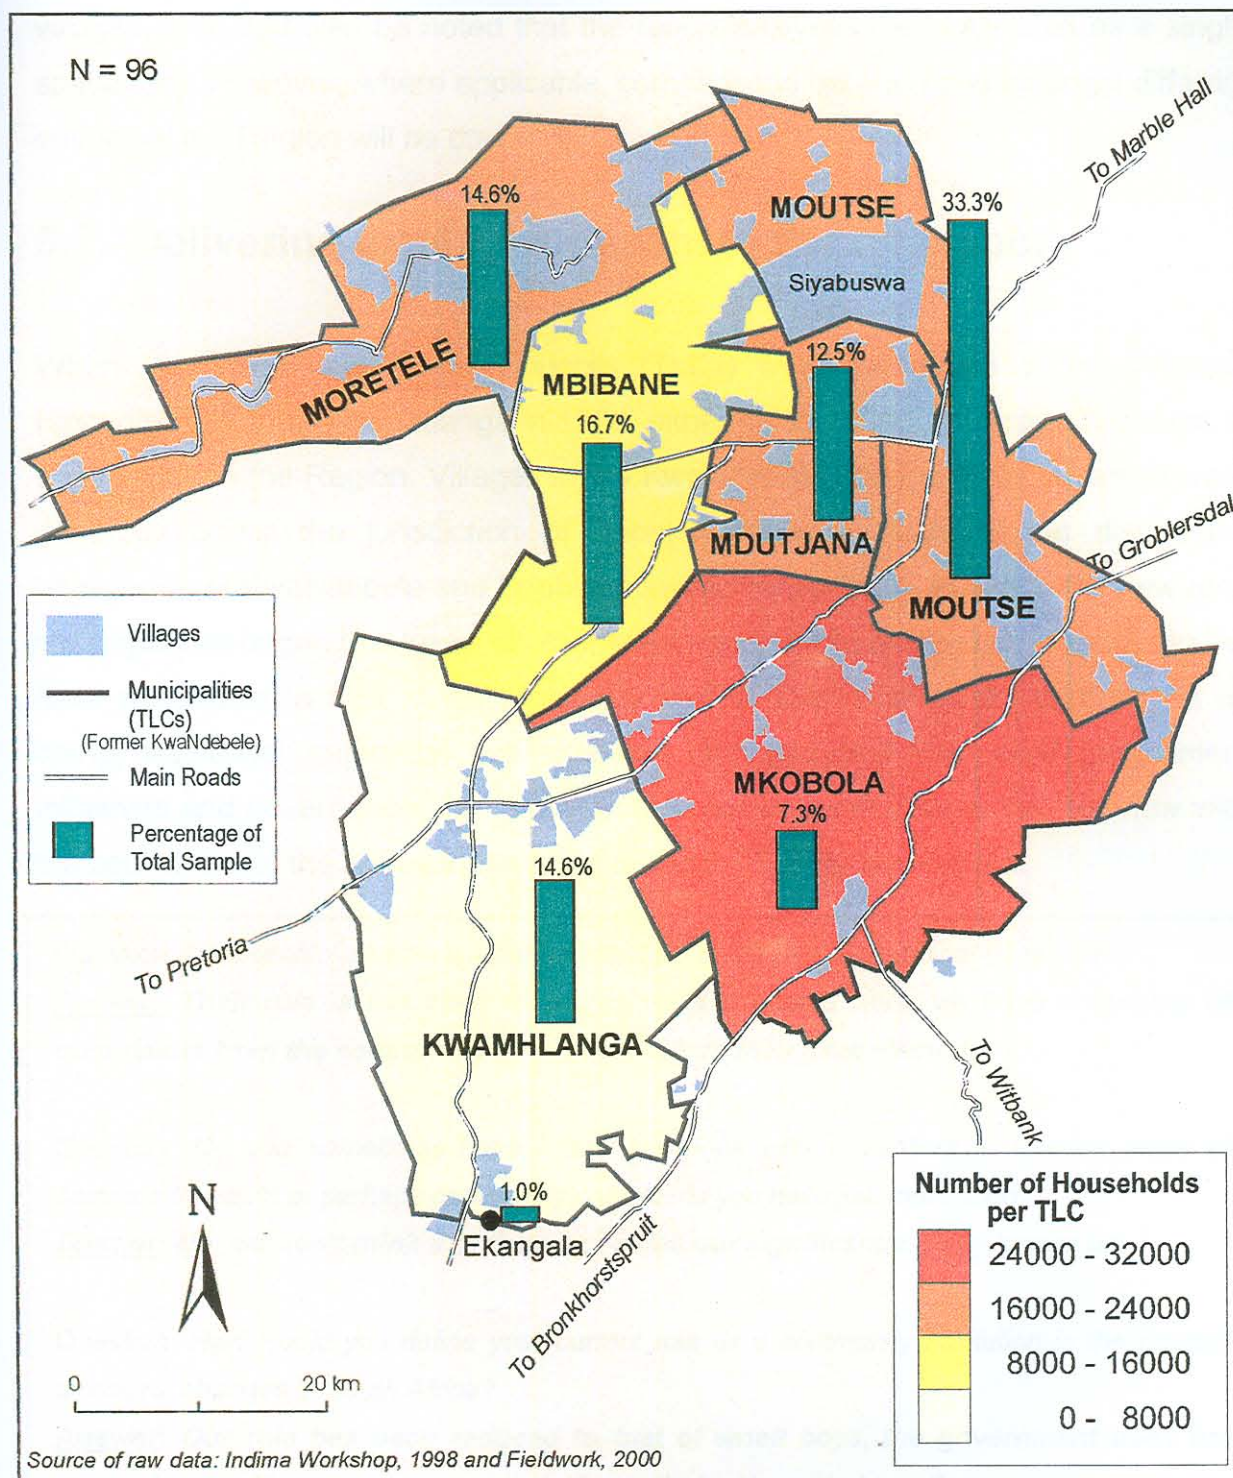 N = 96
To Marble Hall
14.6%
MOUTSE
33.3%
Siyabuswa
MORETELE
MBIBANE
12.5%
16.7%
MDUTJANA
To Groblersdal
MOUTSE
Villages
Municipalities
(TLCs)
(Former KwaNdebele)
Main Roads
Percentage of
Total Sample
MKOBOLA
7.3%
14.6%
To Pretoria
KWAMHLANGA
To Witbank
1.0%
Ekangala
To Bronkhorstspruit
N
Number of Households
per TLC
24000 - 32000
16000 - 24000
8000 - 16000
0 - 8000
0 20 km
Source of raw data: Indima Workshop, 1998 and Fieldwork, 2000